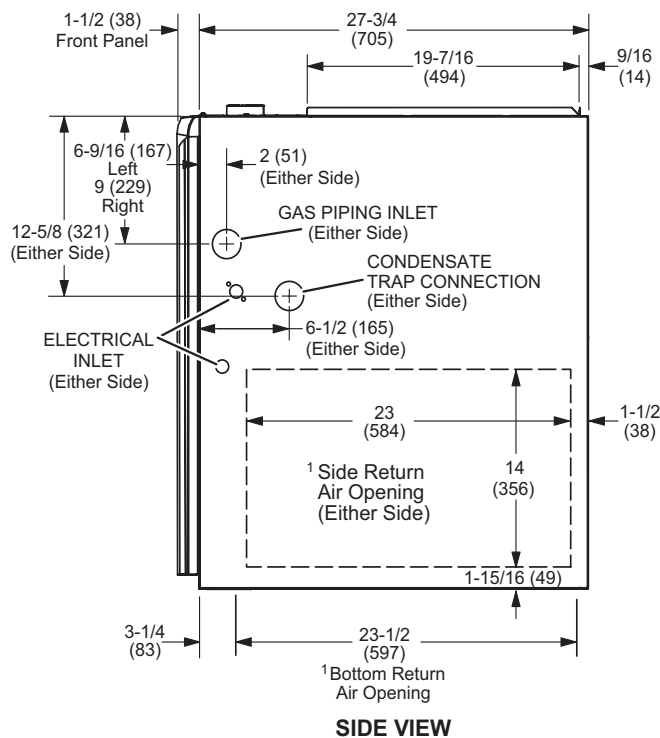 1-1/2 (38)
Front Panel
27-3/4
(705)
19-7/16
(494)
9/16
(14)
6-9/16 (167)
Left
9 (229)
Right
2 (51)
(Either Side)
12-5/8 (321)
(Either Side)
GAS PIPING INLET
(Either Side)
CONDENSATE
TRAP CONNECTION
(Either Side)
6-1/2 (165)
(Either Side)
ELECTRICAL
INLET
(Either Side)
23
(584)
1-1/2
(38)
14
(356)
1 Side Return
Air Opening
(Either Side)
1-15/16 (49)
3-1/4
(83)
23-1/2
(597)
1 Bottom Return
Air Opening
SIDE VIEW